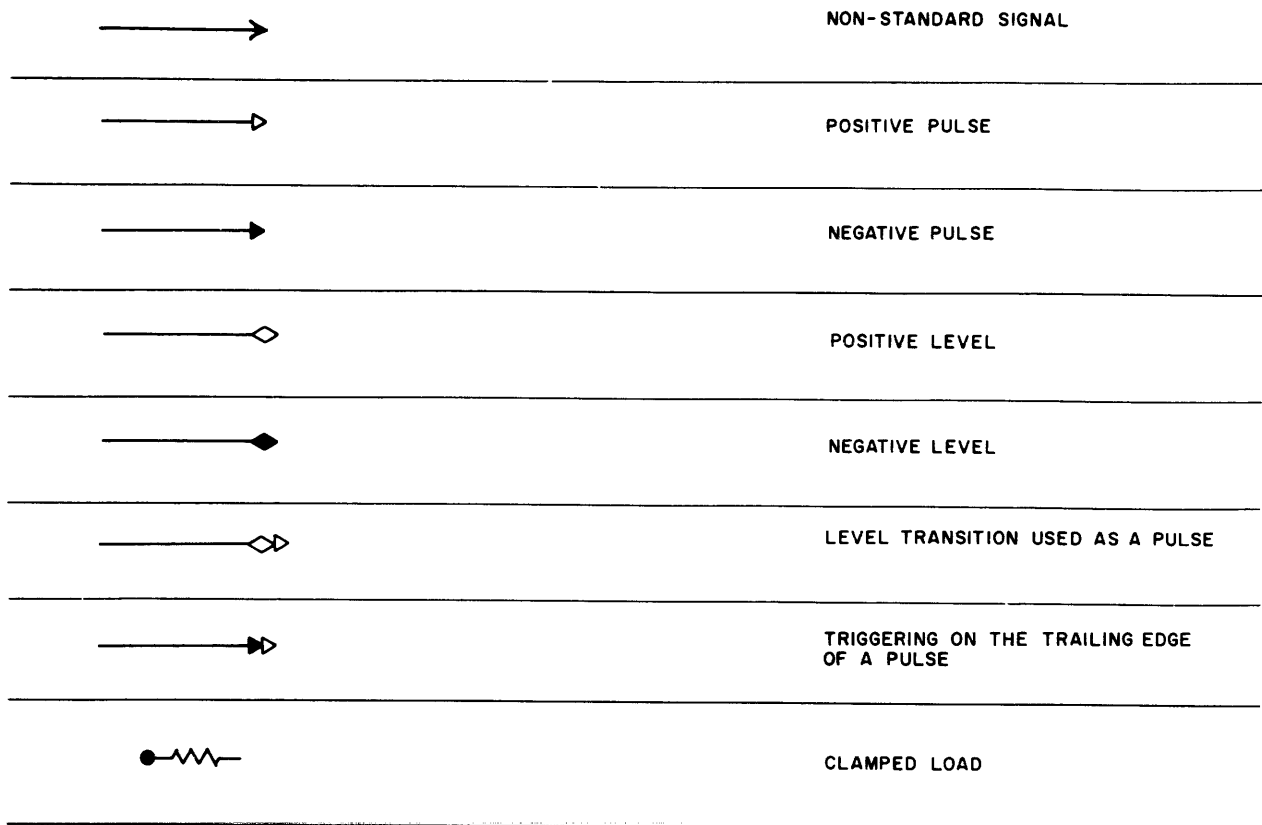 NON-STANDARD SIGNAL
POSITIVE PULSE
NEGATIVE PULSE
POSITIVE LEVEL
NEGATIVE LEVEL
LEVEL TRANSITION USED AS A PULSE
TRIGGERING ON THE TRAILING EDGE
OF A PULSE
CLAMPED LOAD